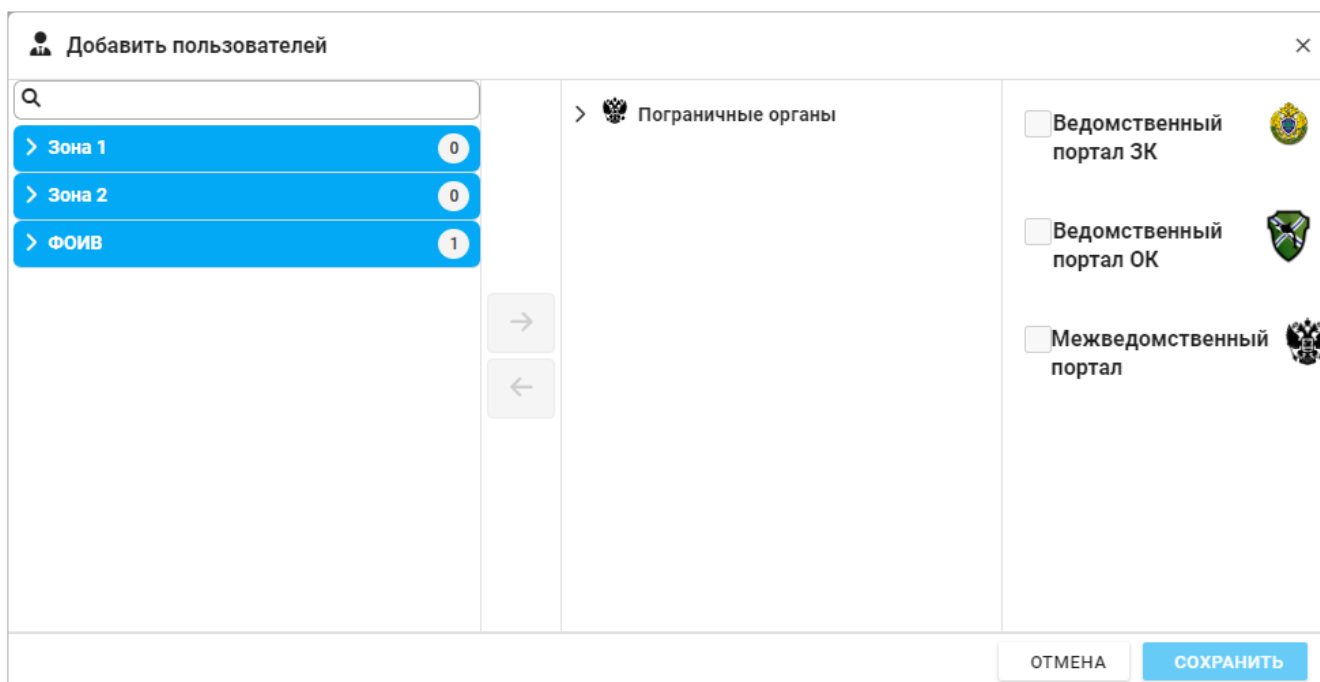 Добавить пользователей
Зона 1
0
Зона 2
0
ФОИВ
1
Пограничные органы
Ведомственный
портал ЗК
Ведомственный
портал ОК
Межведомственный
портал
ОТМЕНА
СОХРАНИТЬ